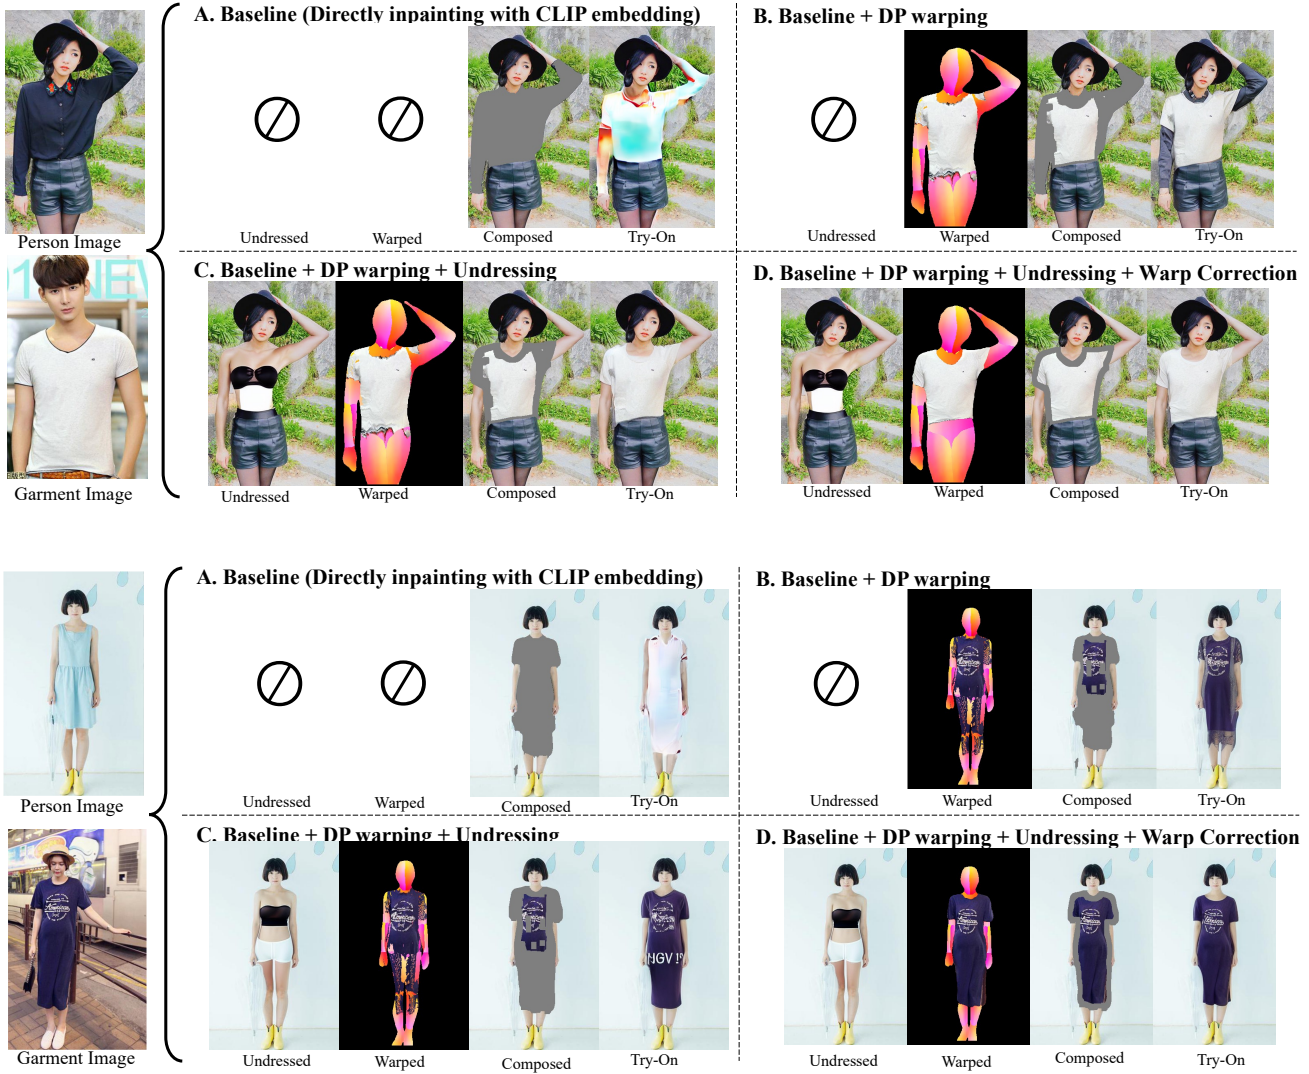 A. Baseline (Directly inpainting with CLIP embedding)
B. Baseline + DP warping
Person Image
Undressed
Warped
Composed
Try-On
Undressed
Warped
Composed
Try-On
C. Baseline + DP warping + Undressing
D. Baseline + DP warping + Undressing + Warp Correction
Garment Image
Undressed
Warped
Composed
Try-On
Undressed
Warped
Composed
Try-On
A. Baseline (Directly inpainting with CLIP embedding)
B. Baseline + DP warping
Person Image
Undressed
Warped
Composed
Try-On
Undressed
Warped
Composed
Try-On
C. Baseline + DP warping + Undressing
D. Baseline + DP warping + Undressing + Warp Correction
Garment Image
Undressed
Warped
Composed
Try-On
Undressed
Warped
Composed
Try-On